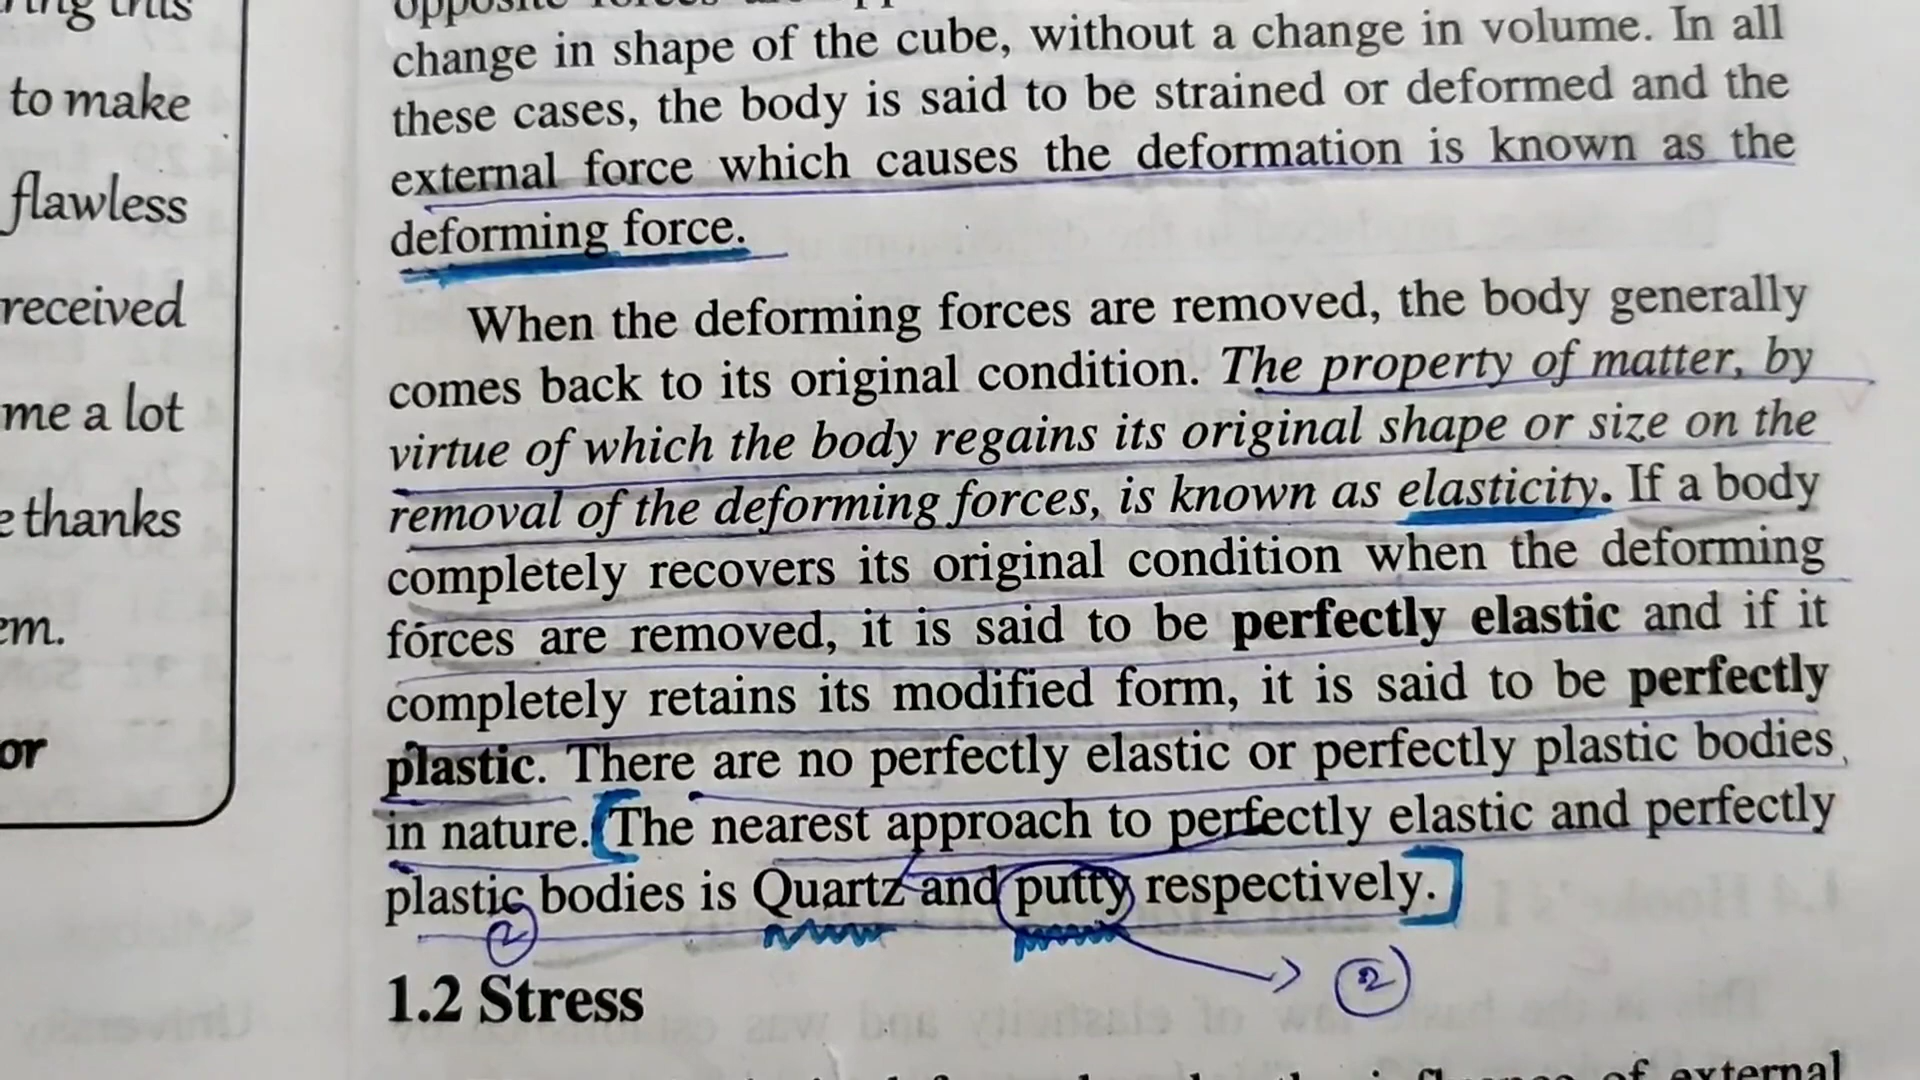 to make
flawless
received
me a lot
thanks
em.
or
change in shape of the cube, without a change in volume. In all
these cases, the body is said to be strained or deformed and the
external force which causes the deformation is known as the
deforming force.
When the deforming forces are removed, the body generally
comes back to its original condition. The property of matter, by
virtue of which the body regains its original shape or size on the
removal of the deforming forces, is known as elasticity. If a body
completely recovers its original condition when the deforming
forces are removed, it is said to be perfectly elastic and if it
completely retains its modified form, it is said to be perfectly
plastic. There are no perfectly elastic or perfectly plastic bodies
in nature. [The nearest approach to perfectly elastic and perfectly
plastic bodies is Quartz and putty respectively.]
2
2
1.2 Stress
of external